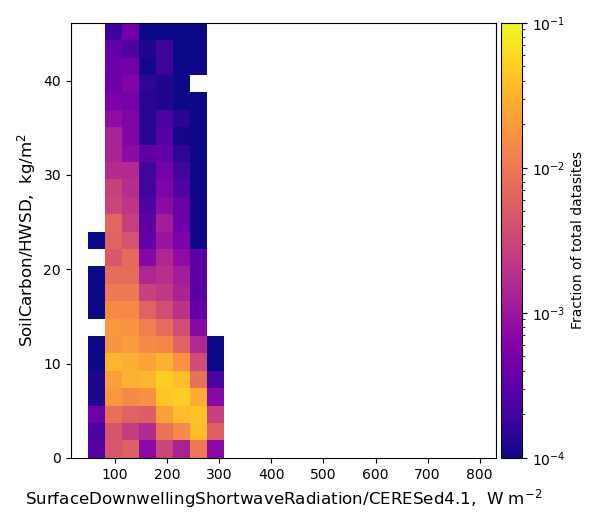 SoilCarbon/HWSD,  kg/m²
40
30
20
10
0
100 200 300 400 500 600 700 800
SurfaceDownwellingShortwaveRadiation/CERESed4.1,  W m⁻²
10⁻¹
10⁻²
10⁻³
10⁻⁴
Fraction of total datasites